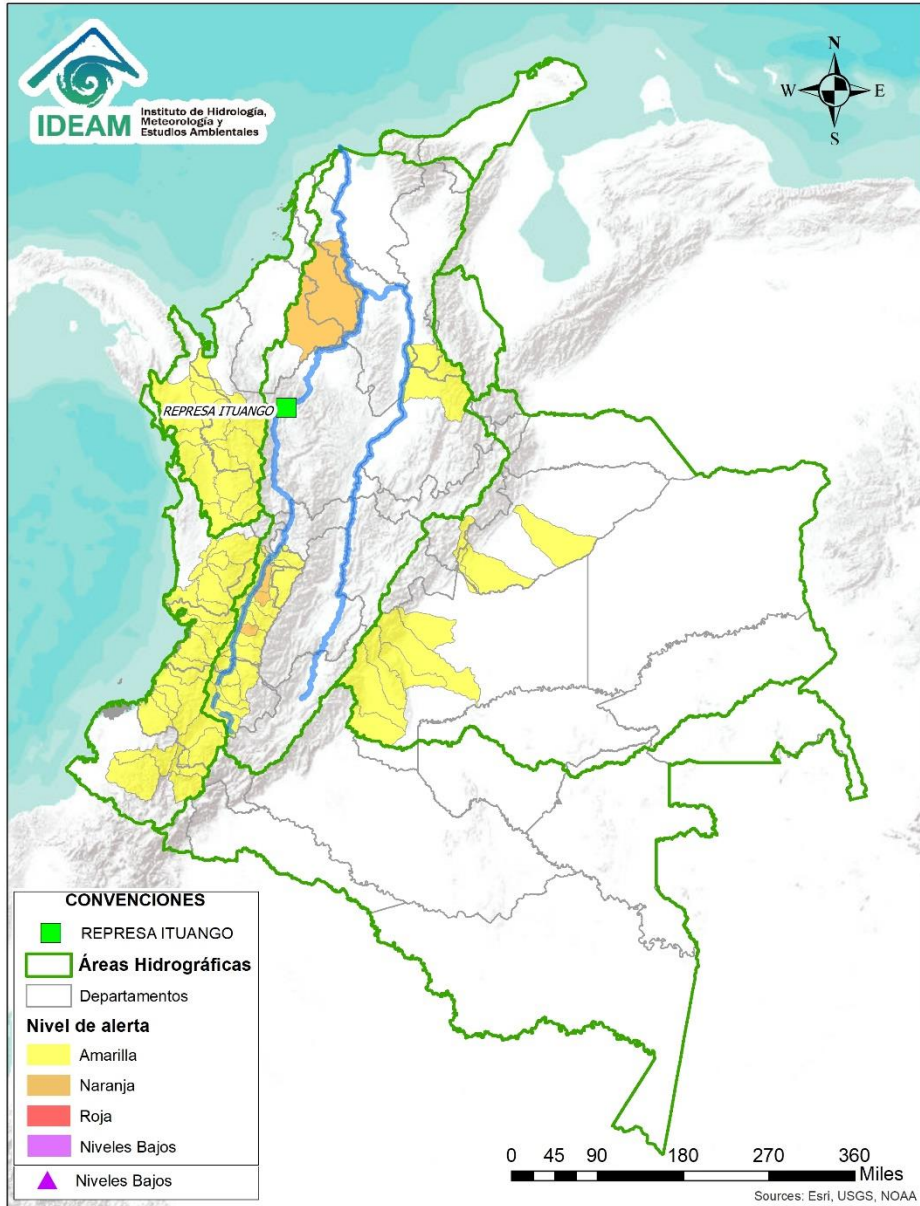 IDEAM
Instituto de Hidrología,
Meteorología y
Estudios Ambientales
N
W
E
S
REPRESA ITUANGO
CONVENCIONES
REPRESA ITUANGO
Áreas Hidrográficas
Departamentos
Nivel de alerta
Amarilla
Naranja
Roja
Niveles Bajos
Niveles Bajos
0 45 90 180 270 360
Miles
Sources: Esri, USGS, NOAA